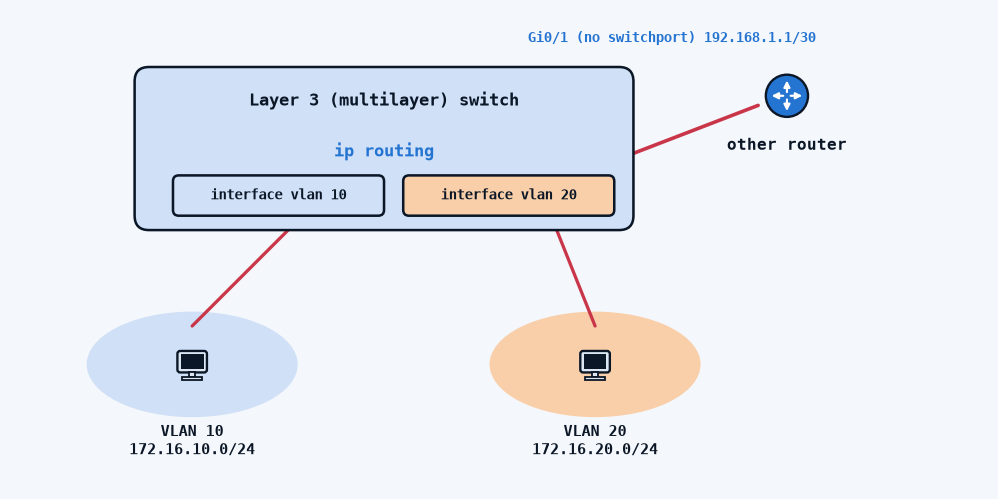 Gi0/1 (no switchport) 192.168.1.1/30
Layer 3 (multilayer) switch
other router
ip routing
interface vlan 10
interface vlan 20
VLAN 10
172.16.10.0/24
VLAN 20
172.16.20.0/24